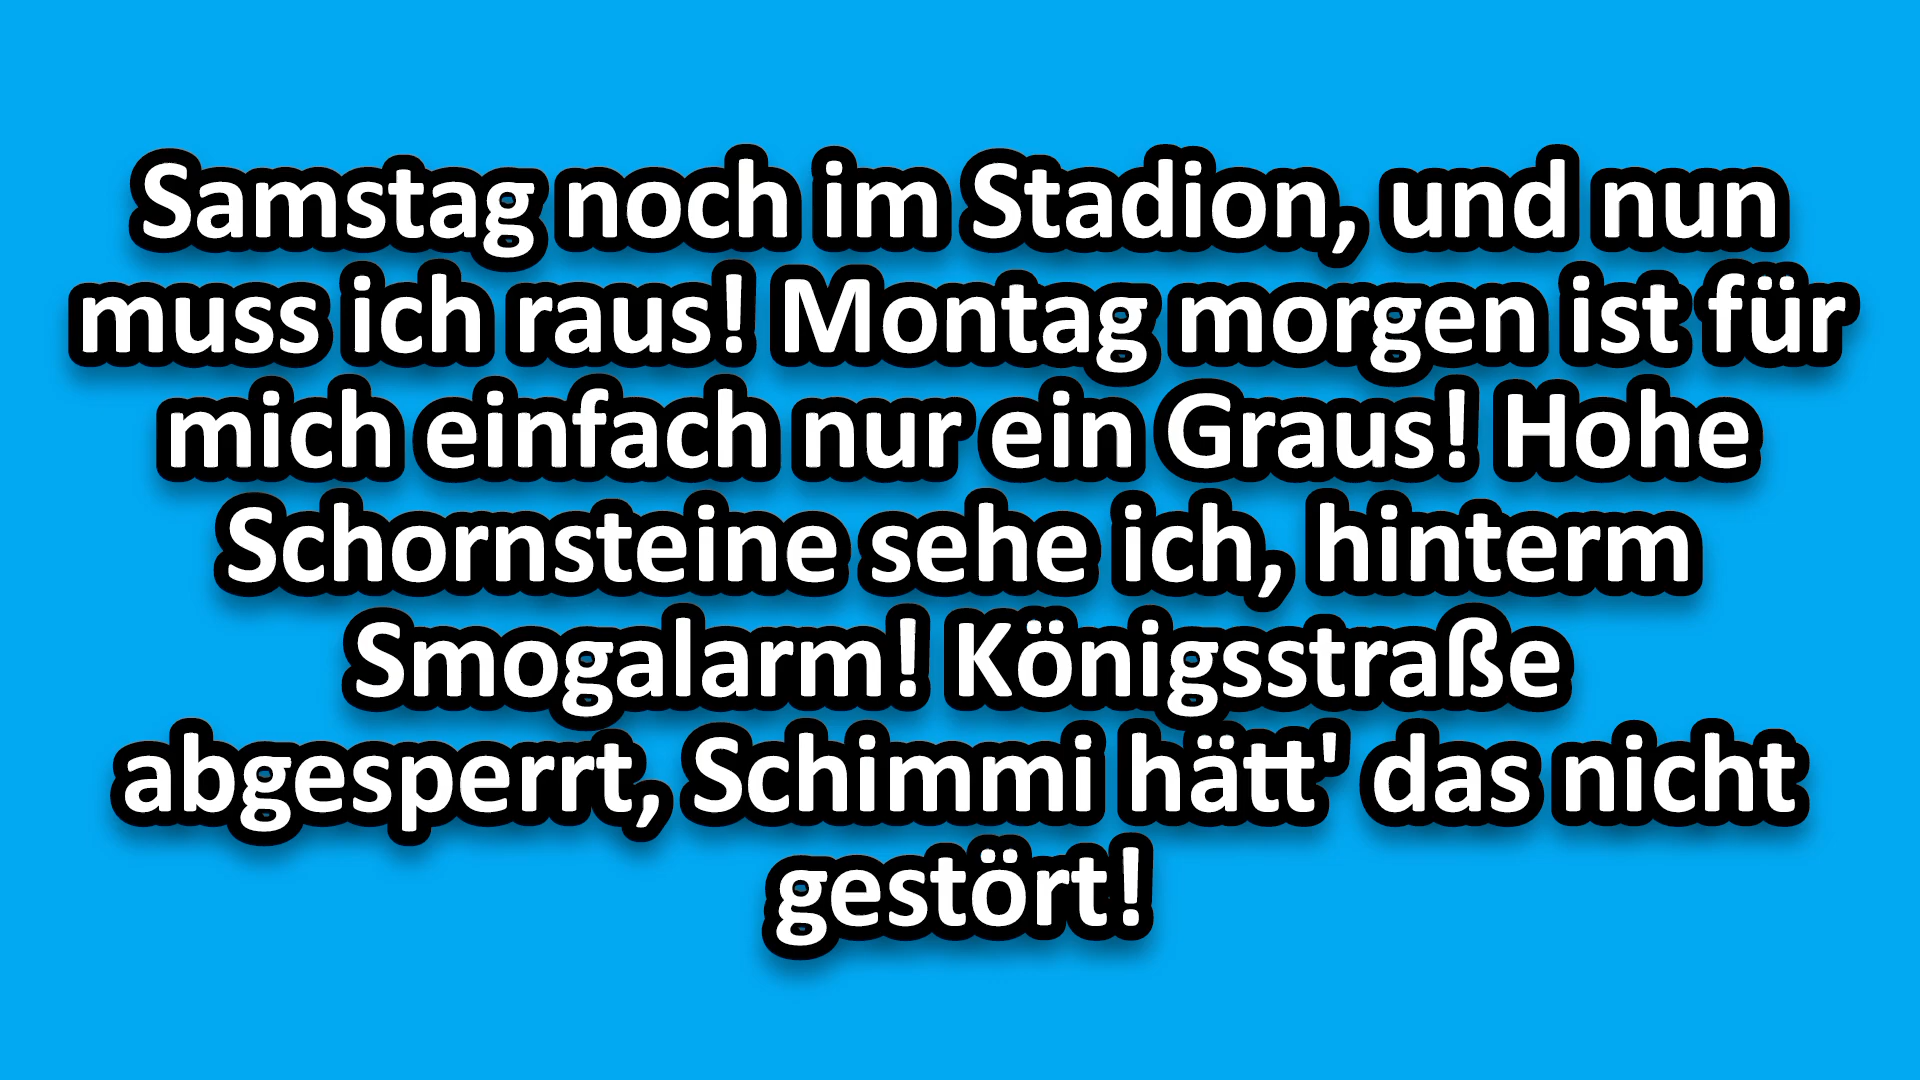 Samstag noch im Stadion, und nun
muss ich raus! Montag morgen ist für
mich einfach nur ein Graus! Hohe
Schornsteine sehe ich, hinterm
Smogalarm! Königsstraße
abgesperrt, Schimmi hätt' das nicht
gestört!